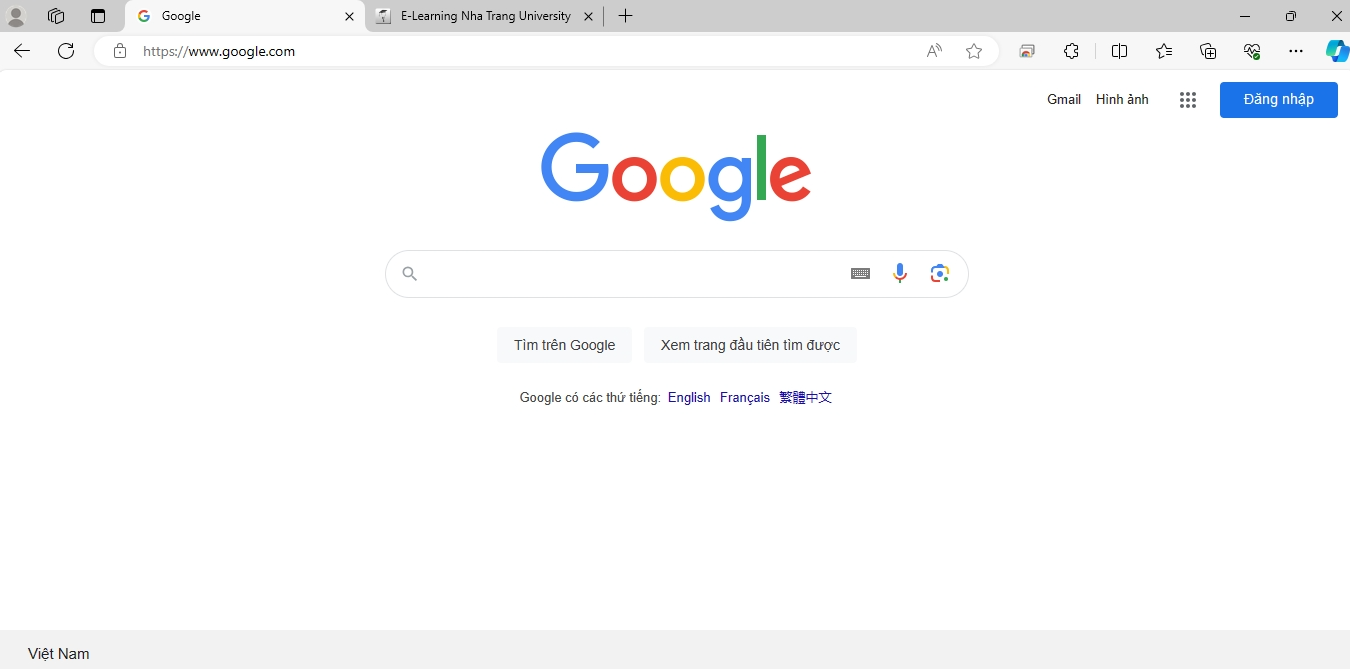 Google
E-Learning Nha Trang University
https://www.google.com
Gmail Hình ảnh Đăng nhập
Google
Tìm trên Google Xem trang đầu tiên tìm được
Google có các thứ tiếng: English Français 繁體中文
Việt Nam